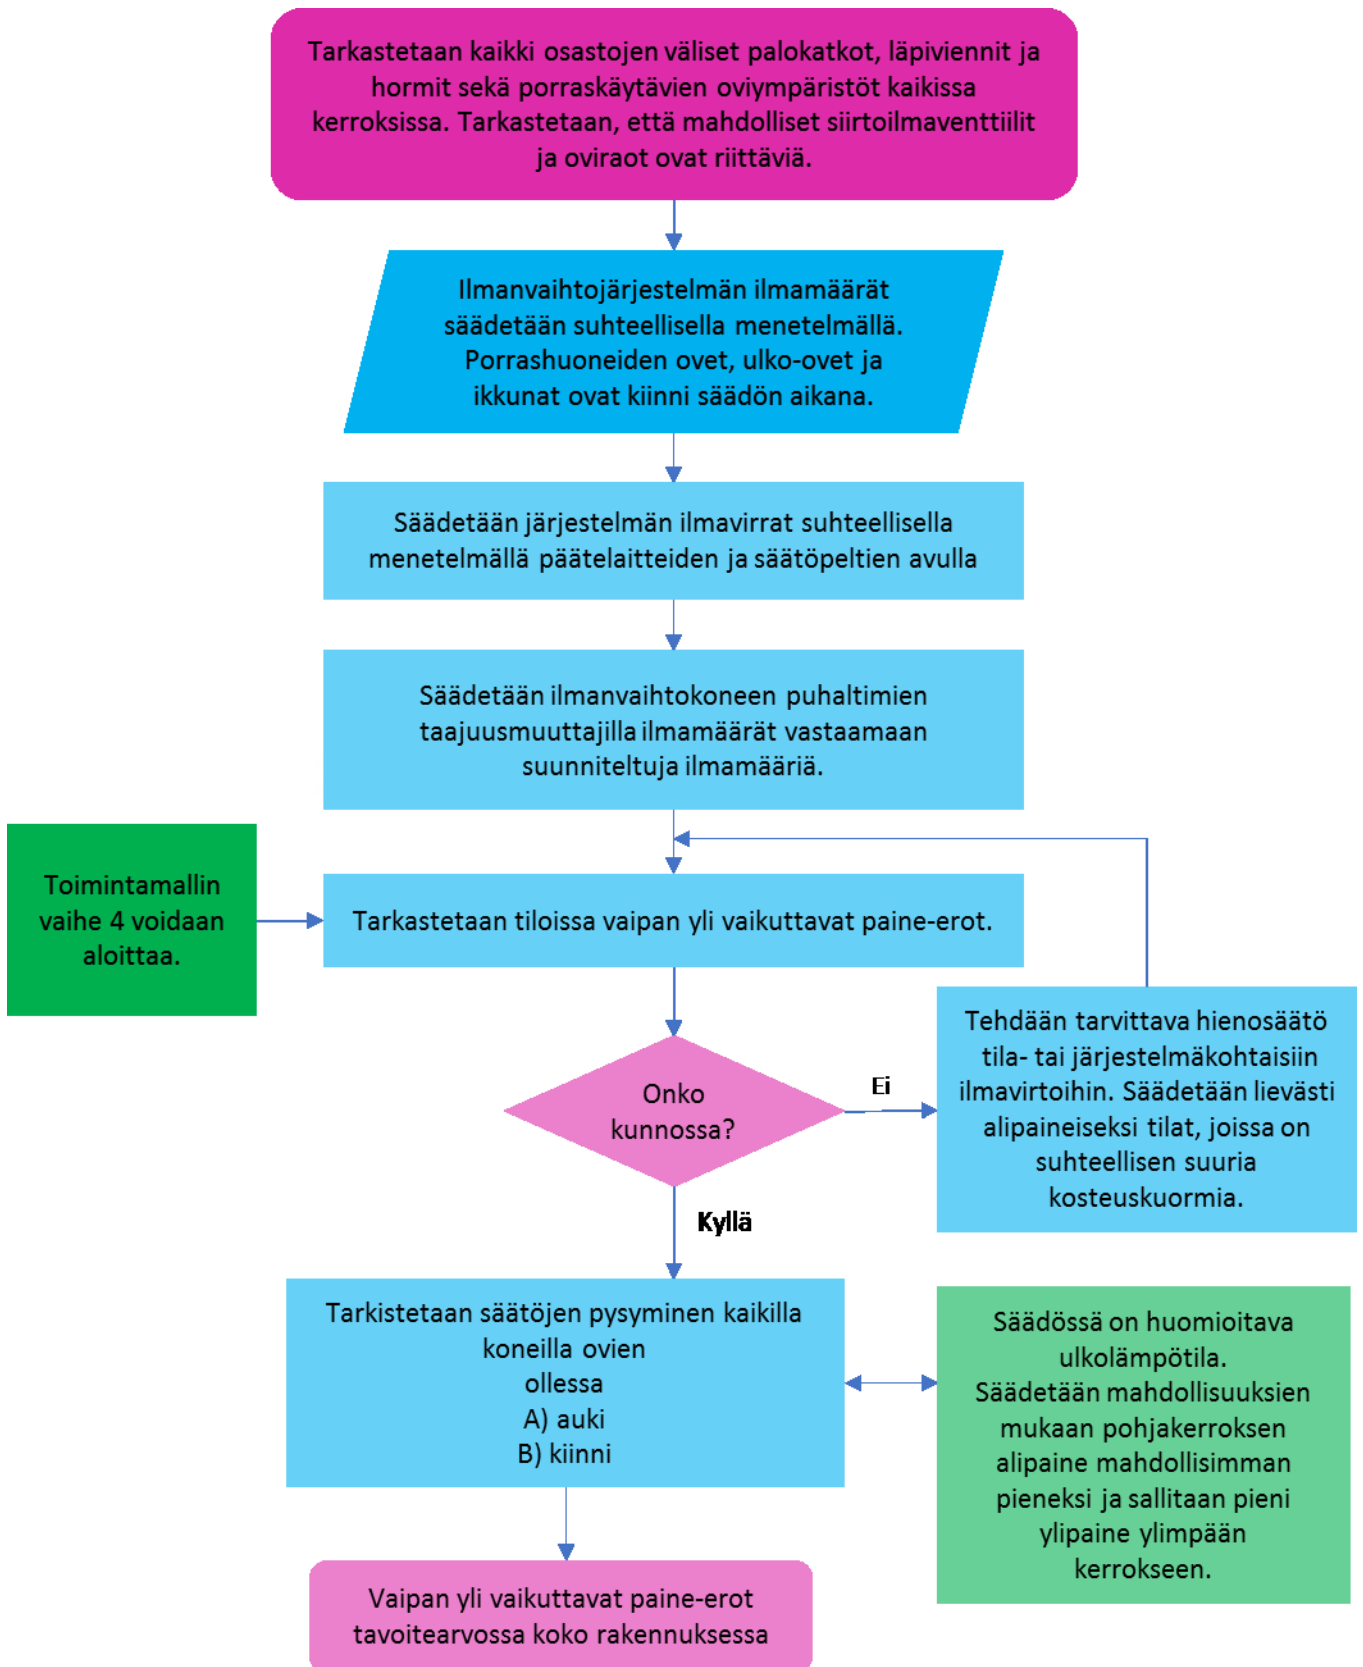 Tarkastetaan kaikki osastojen väliset palokatkot, läpiviennit ja
hormit sekä porraskäytävien oviympäristöt kaikissa
kerroksissa. Tarkastetaan, että mahdolliset siirtoilmaventtiilit
ja oviraot ovat riittäviä.
Ilmanvaihtojärjestelmän ilmamäärät
säädetään suhteellisella menetelmällä.
Porrashuoneiden ovet, ulko-ovet ja
ikkunat ovat kiinni säädön aikana.
Säädetään järjestelmän ilmavirrat suhteellisella
menetelmällä päätelaitteiden ja säätöpeltien avulla
Säädetään ilmanvaihtokoneen puhaltimien
taajuusmuuttajilla ilmamäärät vastaamaan
suunniteltuja ilmamääriä.
Toimintamallin
vaihe 4 voidaan
aloittaa.
Tarkastetaan tiloissa vaipan yli vaikuttavat paine-erot.
Onko
kunnossa?
Ei
Tehdään tarvittava hienosäätö
tila- tai järjestelmäkohtaisiin
ilmavirtoihin. Säädetään lievästi
alipaineiseksi tilat, joissa on
suhteellisen suuria
kosteuskuormia.
Kyllä
Tarkistetaan säätöjen pysyminen kaikilla
koneilla ovien
ollessa
A) auki
B) kiinni
Säädössä on huomioitava
ulkolämpötila.
Säädetään mahdollisuuksien
mukaan pohjakerroksen
alipaine mahdollisimman
pieneksi ja sallitaan pieni
ylipaine ylimpään
kerrokseen.
Vaipan yli vaikuttavat paine-erot
tavoitearvossa koko rakennuksessa